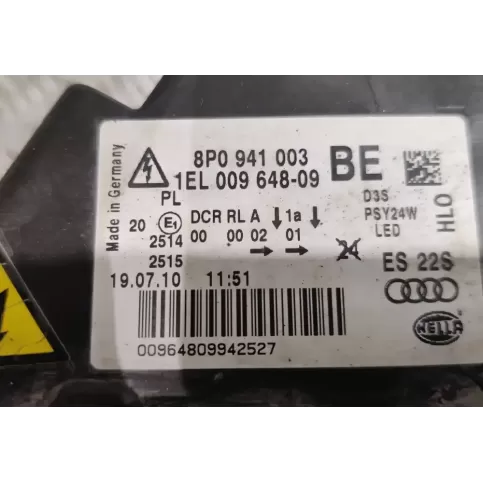 Made in Germany
8P0 941 003 BE
1EL 009 648-09
PL
D3S
PSY24W
LED
HLO
20 E1 DCR RL A 1a
2514 00 00 02 01
2515
24
ES 22S
19.07.10 11:51
00964809942527
HELLA